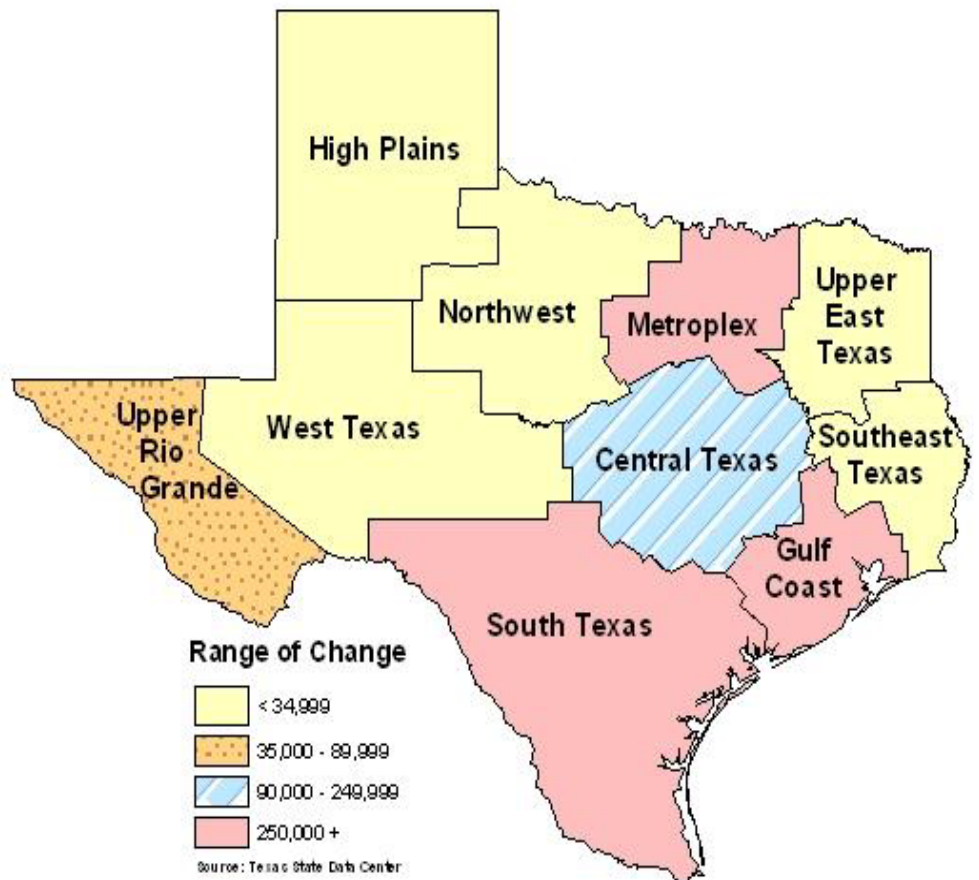 High Plains
Northwest
Metroplex
Upper
East
Texas
Upper
Rio
Grande
West Texas
Central Texas
Southeast
Texas
Gulf
Coast
South Texas
Range of Change
< 34,999
35,000 - 89,999
90,000 - 249,999
250,000 +
Source: Texas State Data Center